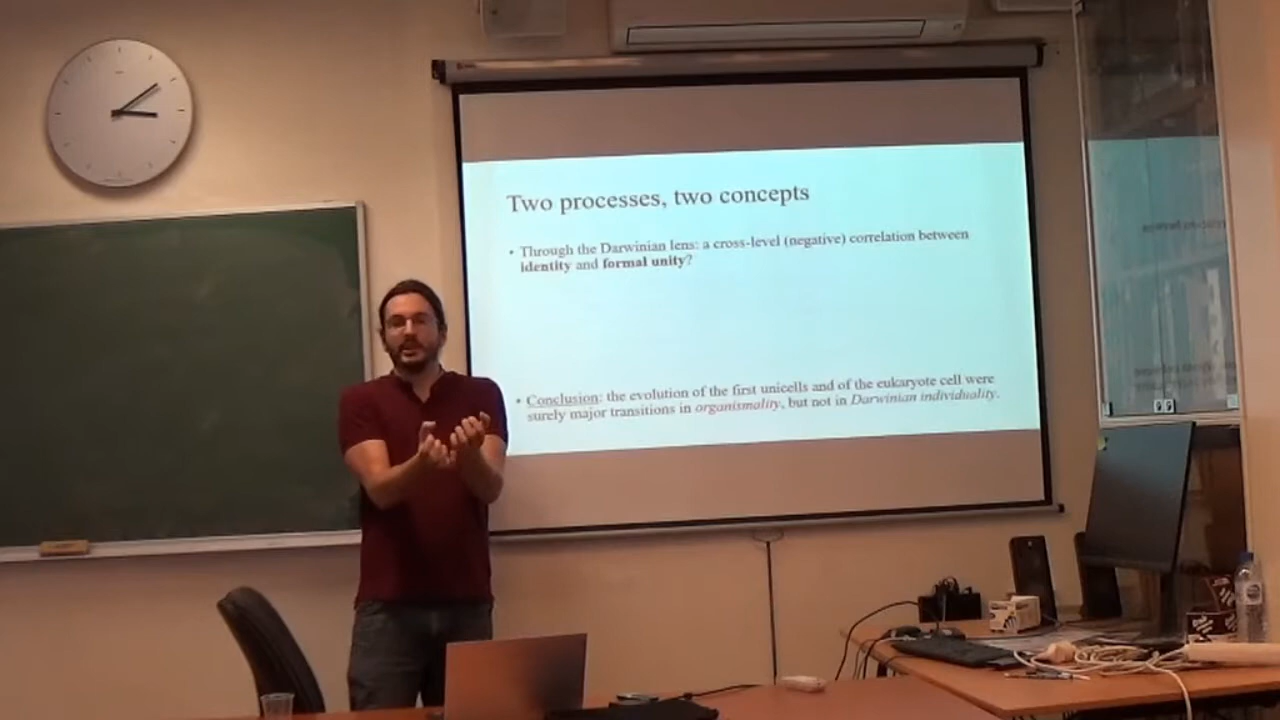 Two processes, two concepts
• Through the Darwinian lens: a cross-level (negative) correlation between
identity and formal unity?
• Conclusion: the evolution of the first unicells and of the eukaryote cell were
surely major transitions in organismality, but not in Darwinian individuality.